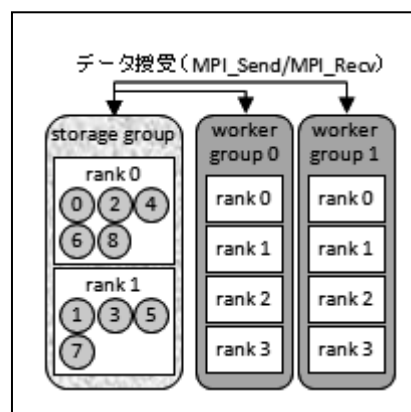 データ授受(MPI_Send/MPI_Recv)
storage group
rank 0
0 2 4
6 8
rank 1
1 3 5
7
worker
group 0
rank 0
rank 1
rank 2
rank 3
worker
group 1
rank 0
rank 1
rank 2
rank 3